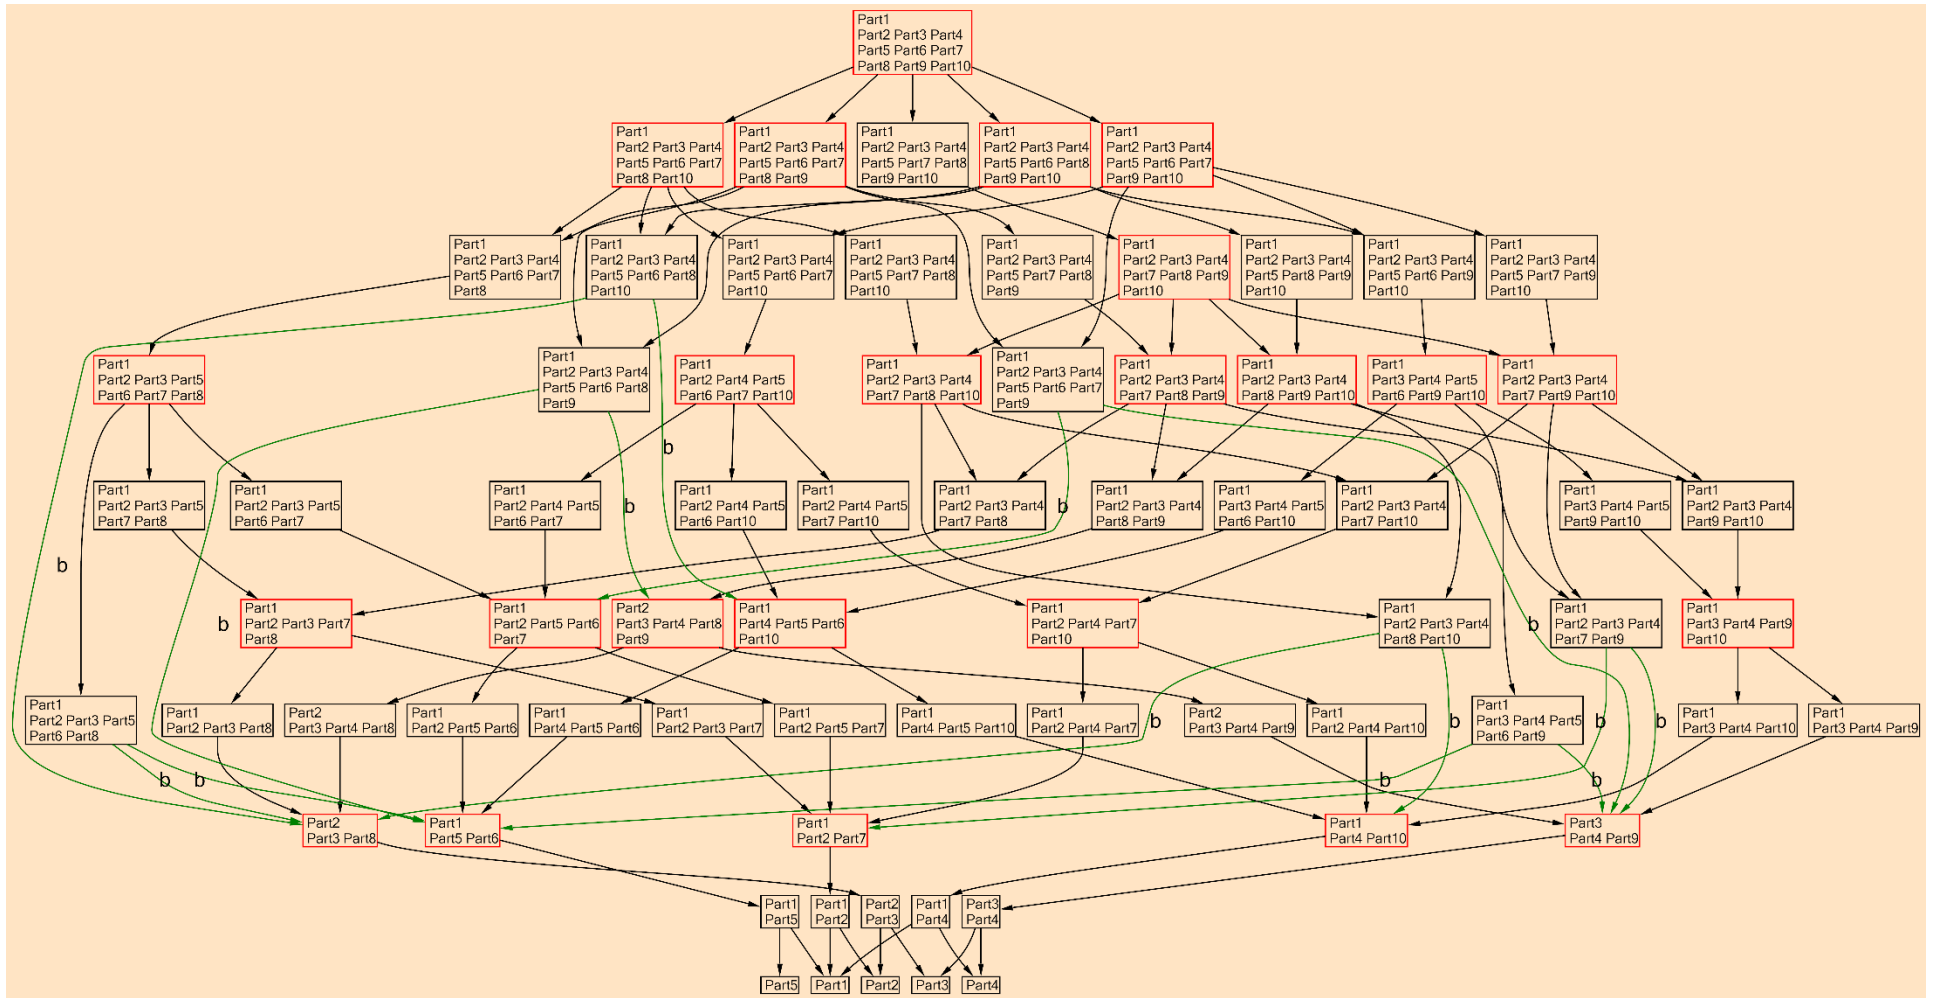 Part1
Part2 Part3 Part4
Part5 Part6 Part7
Part8 Part9 Part10
Part1
Part2 Part3 Part4
Part5 Part6 Part7
Part8 Part10
Part1
Part2 Part3 Part4
Part5 Part6 Part7
Part8 Part9
Part1
Part2 Part3 Part4
Part5 Part7 Part8
Part9 Part10
Part1
Part2 Part3 Part4
Part5 Part6 Part8
Part9 Part10
Part1
Part2 Part3 Part4
Part5 Part6 Part7
Part9 Part10
Part1
Part2 Part3 Part4
Part5 Part6 Part7
Part8
Part1
Part2 Part3 Part4
Part5 Part6 Part8
Part10
Part1
Part2 Part3 Part4
Part5 Part6 Part7
Part10
Part1
Part2 Part3 Part4
Part5 Part7 Part8
Part10
Part1
Part2 Part3 Part4
Part5 Part7 Part8
Part9
Part1
Part2 Part3 Part4
Part7 Part8 Part9
Part10
Part1
Part2 Part3 Part4
Part5 Part8 Part9
Part10
Part1
Part2 Part3 Part4
Part5 Part6 Part9
Part10
Part1
Part2 Part3 Part4
Part5 Part7 Part9
Part10
Part1
Part2 Part3 Part5
Part6 Part7 Part8
Part1
Part2 Part3 Part4
Part5 Part6 Part8
Part9
Part1
Part2 Part4 Part5
Part6 Part7 Part10
Part1
Part2 Part3 Part4
Part7 Part8 Part10
Part1
Part2 Part3 Part4
Part5 Part6 Part7
Part9
Part1
Part2 Part3 Part4
Part7 Part8 Part9
Part1
Part2 Part3 Part4
Part8 Part9 Part10
Part1
Part3 Part4 Part5
Part6 Part9 Part10
Part1
Part2 Part3 Part4
Part7 Part9 Part10
b
Part1
Part2 Part3 Part5
Part7 Part8
Part1
Part2 Part3 Part5
Part6 Part7
Part1
Part2 Part4 Part5
Part6 Part7
b
Part1
Part2 Part4 Part5
Part6 Part10
Part1
Part2 Part4 Part5
Part7 Part10
Part1
Part2 Part3 Part4
Part7 Part8
b
Part1
Part2 Part3 Part4
Part8 Part9
Part1
Part3 Part4 Part5
Part6 Part10
Part1
Part2 Part3 Part4
Part7 Part10
Part1
Part3 Part4 Part5
Part9 Part10
Part1
Part2 Part3 Part4
Part9 Part10
b
b
Part1
Part2 Part3 Part7
Part8
Part1
Part2 Part5 Part6
Part7
Part2
Part3 Part4 Part8
Part9
Part1
Part4 Part5 Part6
Part10
Part1
Part2 Part4 Part7
Part10
Part1
Part2 Part3 Part4
Part8 Part10
b
Part1
Part2 Part3 Part4
Part7 Part9
Part1
Part3 Part4 Part9
Part10
Part1
Part2 Part3 Part5
Part6 Part8
Part1
Part2 Part3 Part8
Part2
Part3 Part4 Part8
Part1
Part2 Part5 Part6
Part1
Part4 Part5 Part6
Part1
Part2 Part3 Part7
Part1
Part2 Part5 Part7
Part1
Part4 Part5 Part10
Part1
Part2 Part4 Part7
b
Part2
Part3 Part4 Part9
Part1
Part2 Part4 Part10
b
Part1
Part3 Part4 Part5
Part6 Part9
b
b
Part1
Part3 Part4 Part10
Part1
Part3 Part4 Part9
b
b
b
b
Part2
Part3 Part8
Part1
Part5 Part6
Part1
Part2 Part7
Part1
Part4 Part10
Part3
Part4 Part9
Part1
Part5
Part1
Part2
Part2
Part3
Part1
Part4
Part3
Part4
Part5
Part1
Part2
Part3
Part4